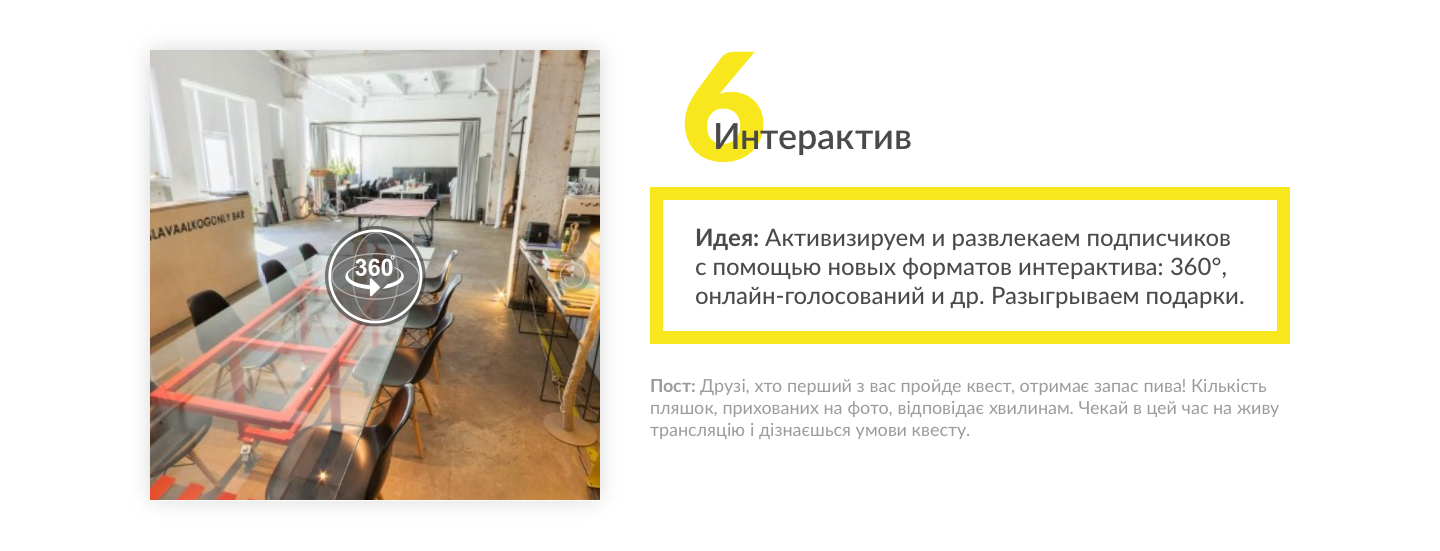 SLAVAALKOGONLY BAR
360°
6
Интерактив
Идея: Активизируем и развлекаем подписчиков
с помощью новых форматов интерактива: 360°,
онлайн-голосований и др. Разыгрываем подарки.
Пост: Друзі, хто перший з вас пройде квест, отримає запас пива! Кількість
пляшок, прихованих на фото, відповідає хвилинам. Чекай в цей час на живу
трансляцію і дізнаєшься умови квесту.